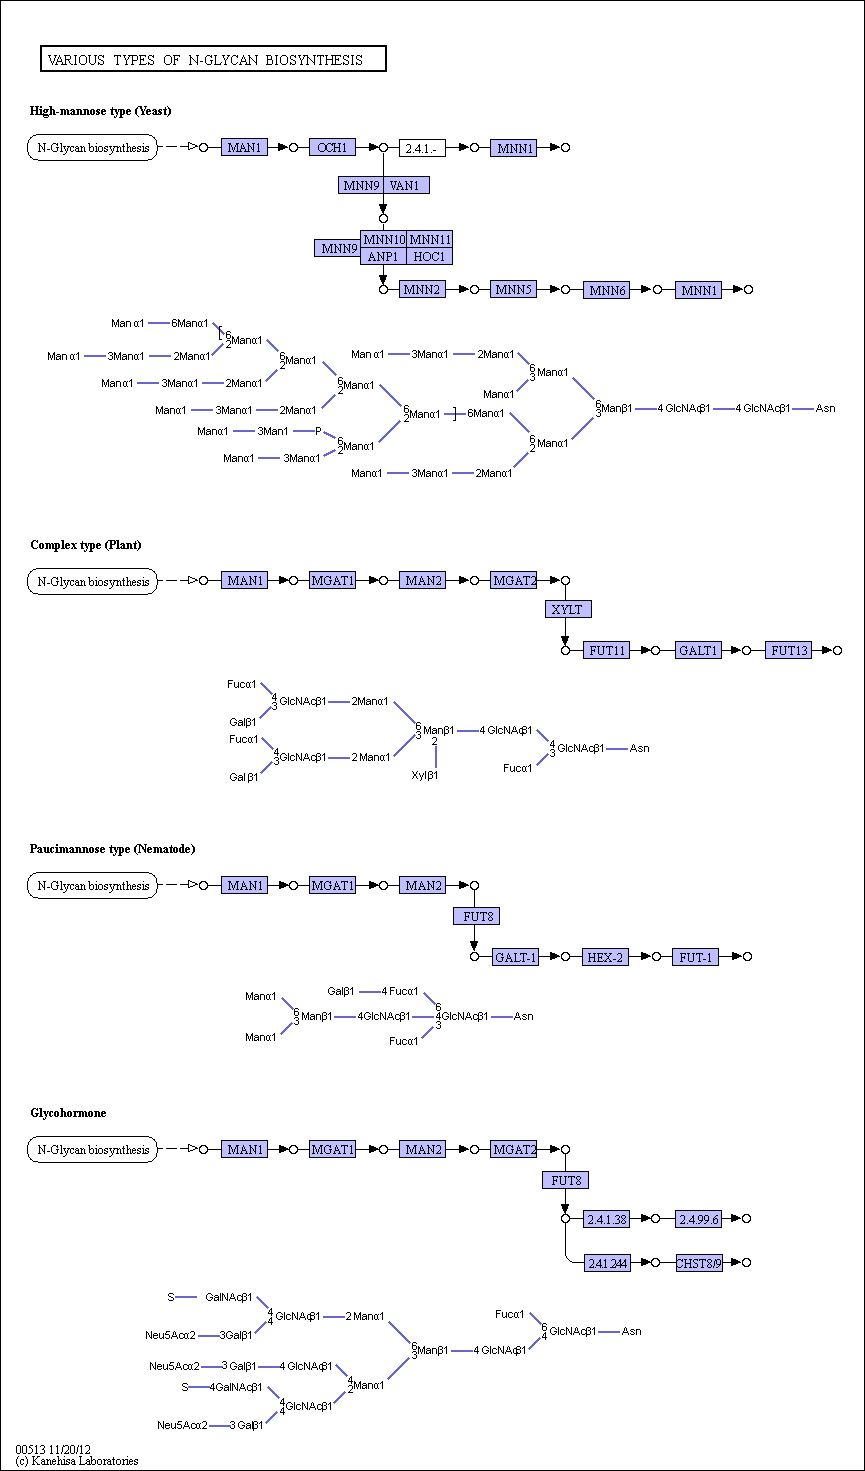 VARIOUS TYPES OF N-GLYCAN BIOSYNTHESIS
High-mannose type (Yeast)
N-Glycan biosynthesis MAN1 OCH1 2.4.1.- MNN1
MNN9 VAN1
MNN10 MNN11
MNN9
ANP1 HOC1
MNN2 MNN5 MNN6 MNN1
Man α1 6Manα1
[ 6 2 Manα1
Man α1 3Manα1 2Manα1
6 2 Manα1
Man α1 3Manα1 2Manα1
6 3 Manα1
Manα1 3Manα1 2Manα1
6 2 Manα1
Manα1
Manα1 3Manα1 2Manα1
6 2 Manα1 ] 6Manα1
6 3 Manβ1 4 GlcNAcβ1 4 GlcNAcβ1 Asn
Manα1 3Man1 P
6 2 Manα1
6 2 Manα1
Manα1 3Manα1
Manα1 3Manα1 2Manα1
Complex type (Plant)
N-Glycan biosynthesis MAN1 MGAT1 MAN2 MGAT2
XYLT
FUT11 GALT1 FUT13
Fucα1
4 3 GlcNAcβ1 2Manα1
Galβ1
6 3 Manβ1 4 GlcNAcβ1
2
Fucα1
4 3 GlcNAcβ1 Asn
4 3 GlcNAcβ1 2 Manα1
Fucα1
Galβ1
Xylβ1
Paucimannose type (Nematode)
N-Glycan biosynthesis MAN1 MGAT1 MAN2
FUT8
GALT-1 HEX-2 FUT-1
Galβ1 4 Fucα1
Manα1
6
6 3 Manβ1 4GlcNAcβ1 4GlcNAcβ1 Asn
3
Manα1
Fucα1
Glycohormone
N-Glycan biosynthesis MAN1 MGAT1 MAN2 MGAT2
FUT8
2.4.1.38 2.4.99.6
2.4.1.244 CHST8/9
S GalNAcβ1
4 4 GlcNAcβ1 2 Manα1
Fucα1
Neu5Acα2 3Galβ1
6 4 GlcNAcβ1 Asn
6 3 Manβ1 4 GlcNAcβ1
Neu5Acα2 3 Galβ1 4 GlcNAcβ1
4 2 Manα1
S 4GalNAcβ1
4 4 GlcNAcβ1
Neu5Acα2 3 Galβ1
00513 11/20/12
(c) Kanehisa Laboratories